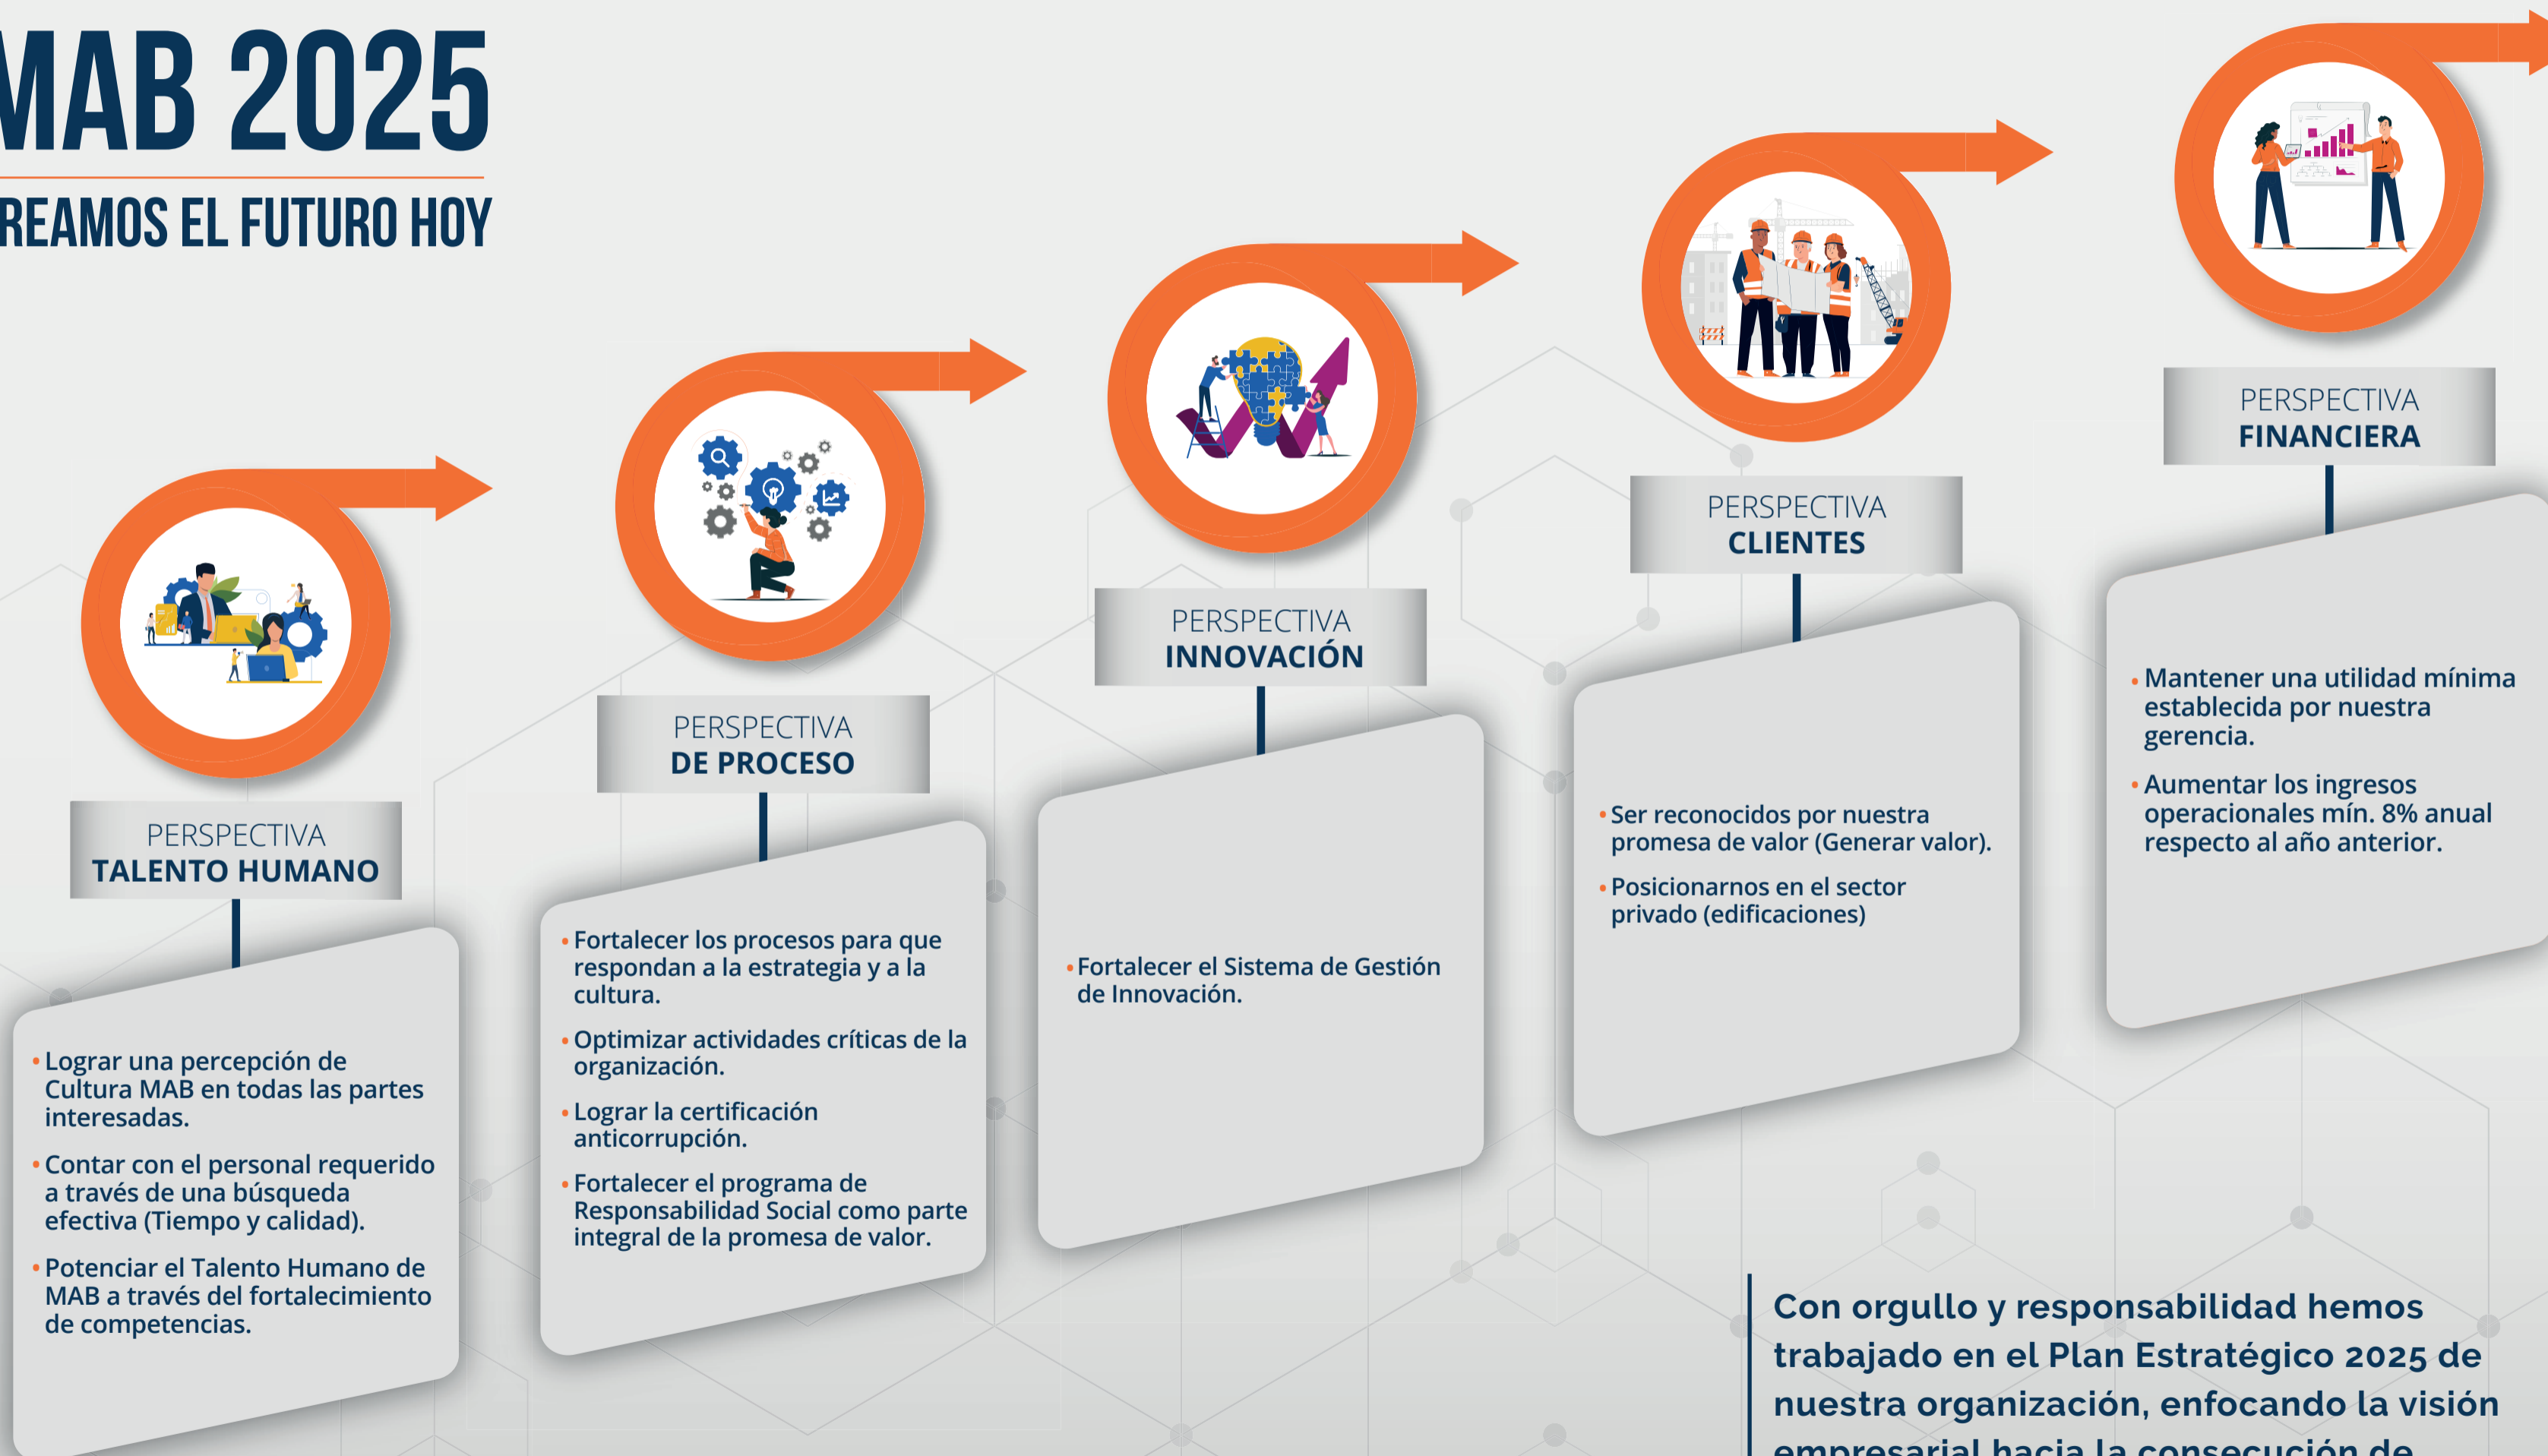 MAB 2025
REAMOS EL FUTURO HOY
PERSPECTIVA
TALENTO HUMANO
• Lograr una percepción de
Cultura MAB en todas las partes
interesadas.
• Contar con el personal requerido
a través de una búsqueda
efectiva (Tiempo y calidad).
• Potenciar el Talento Humano de
MAB a través del fortalecimiento
de competencias.
PERSPECTIVA
DE PROCESO
• Fortalecer los procesos para que
respondan a la estrategia y a la
cultura.
• Optimizar actividades críticas de la
organización.
• Lograr la certificación
anticorrupción.
• Fortalecer el programa de
Responsabilidad Social como parte
integral de la promesa de valor.
PERSPECTIVA
INNOVACIÓN
• Fortalecer el Sistema de Gestión
de Innovación.
PERSPECTIVA
CLIENTES
• Ser reconocidos por nuestra
promesa de valor (Generar valor).
• Posicionarnos en el sector
privado (edificaciones)
PERSPECTIVA
FINANCIERA
• Mantener una utilidad mínima
establecida por nuestra
gerencia.
• Aumentar los ingresos
operacionales mín. 8% anual
respecto al año anterior.
Con orgullo y responsabilidad hemos
trabajado en el Plan Estratégico 2025 de
nuestra organización, enfocando la visión
empresarial hacia la consecución de